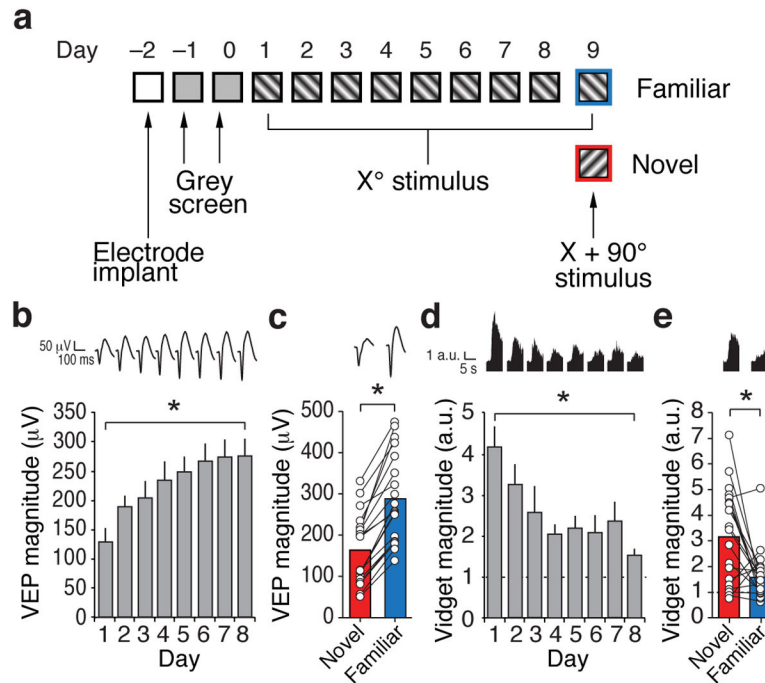 a
Day –2 –1 0 1 2 3 4 5 6 7 8 9
Familiar
Novel
Grey
screen
X° stimulus
Electrode
implant
X + 90°
stimulus
b
50 µV
100 ms
*
VEP magnitude (µV)
350
300
250
200
150
100
50
0
1 2 3 4 5 6 7 8
Day
c
*
VEP magnitude (µV)
500
400
300
200
100
0
Novel
Familiar
d
1 a.u.
5 s
*
Vidget magnitude (a.u.)
5
4
3
2
1
0
1 2 3 4 5 6 7 8
Day
e
*
Vidget magnitude (a.u.)
8
7
6
5
4
3
2
1
0
Novel
Familiar